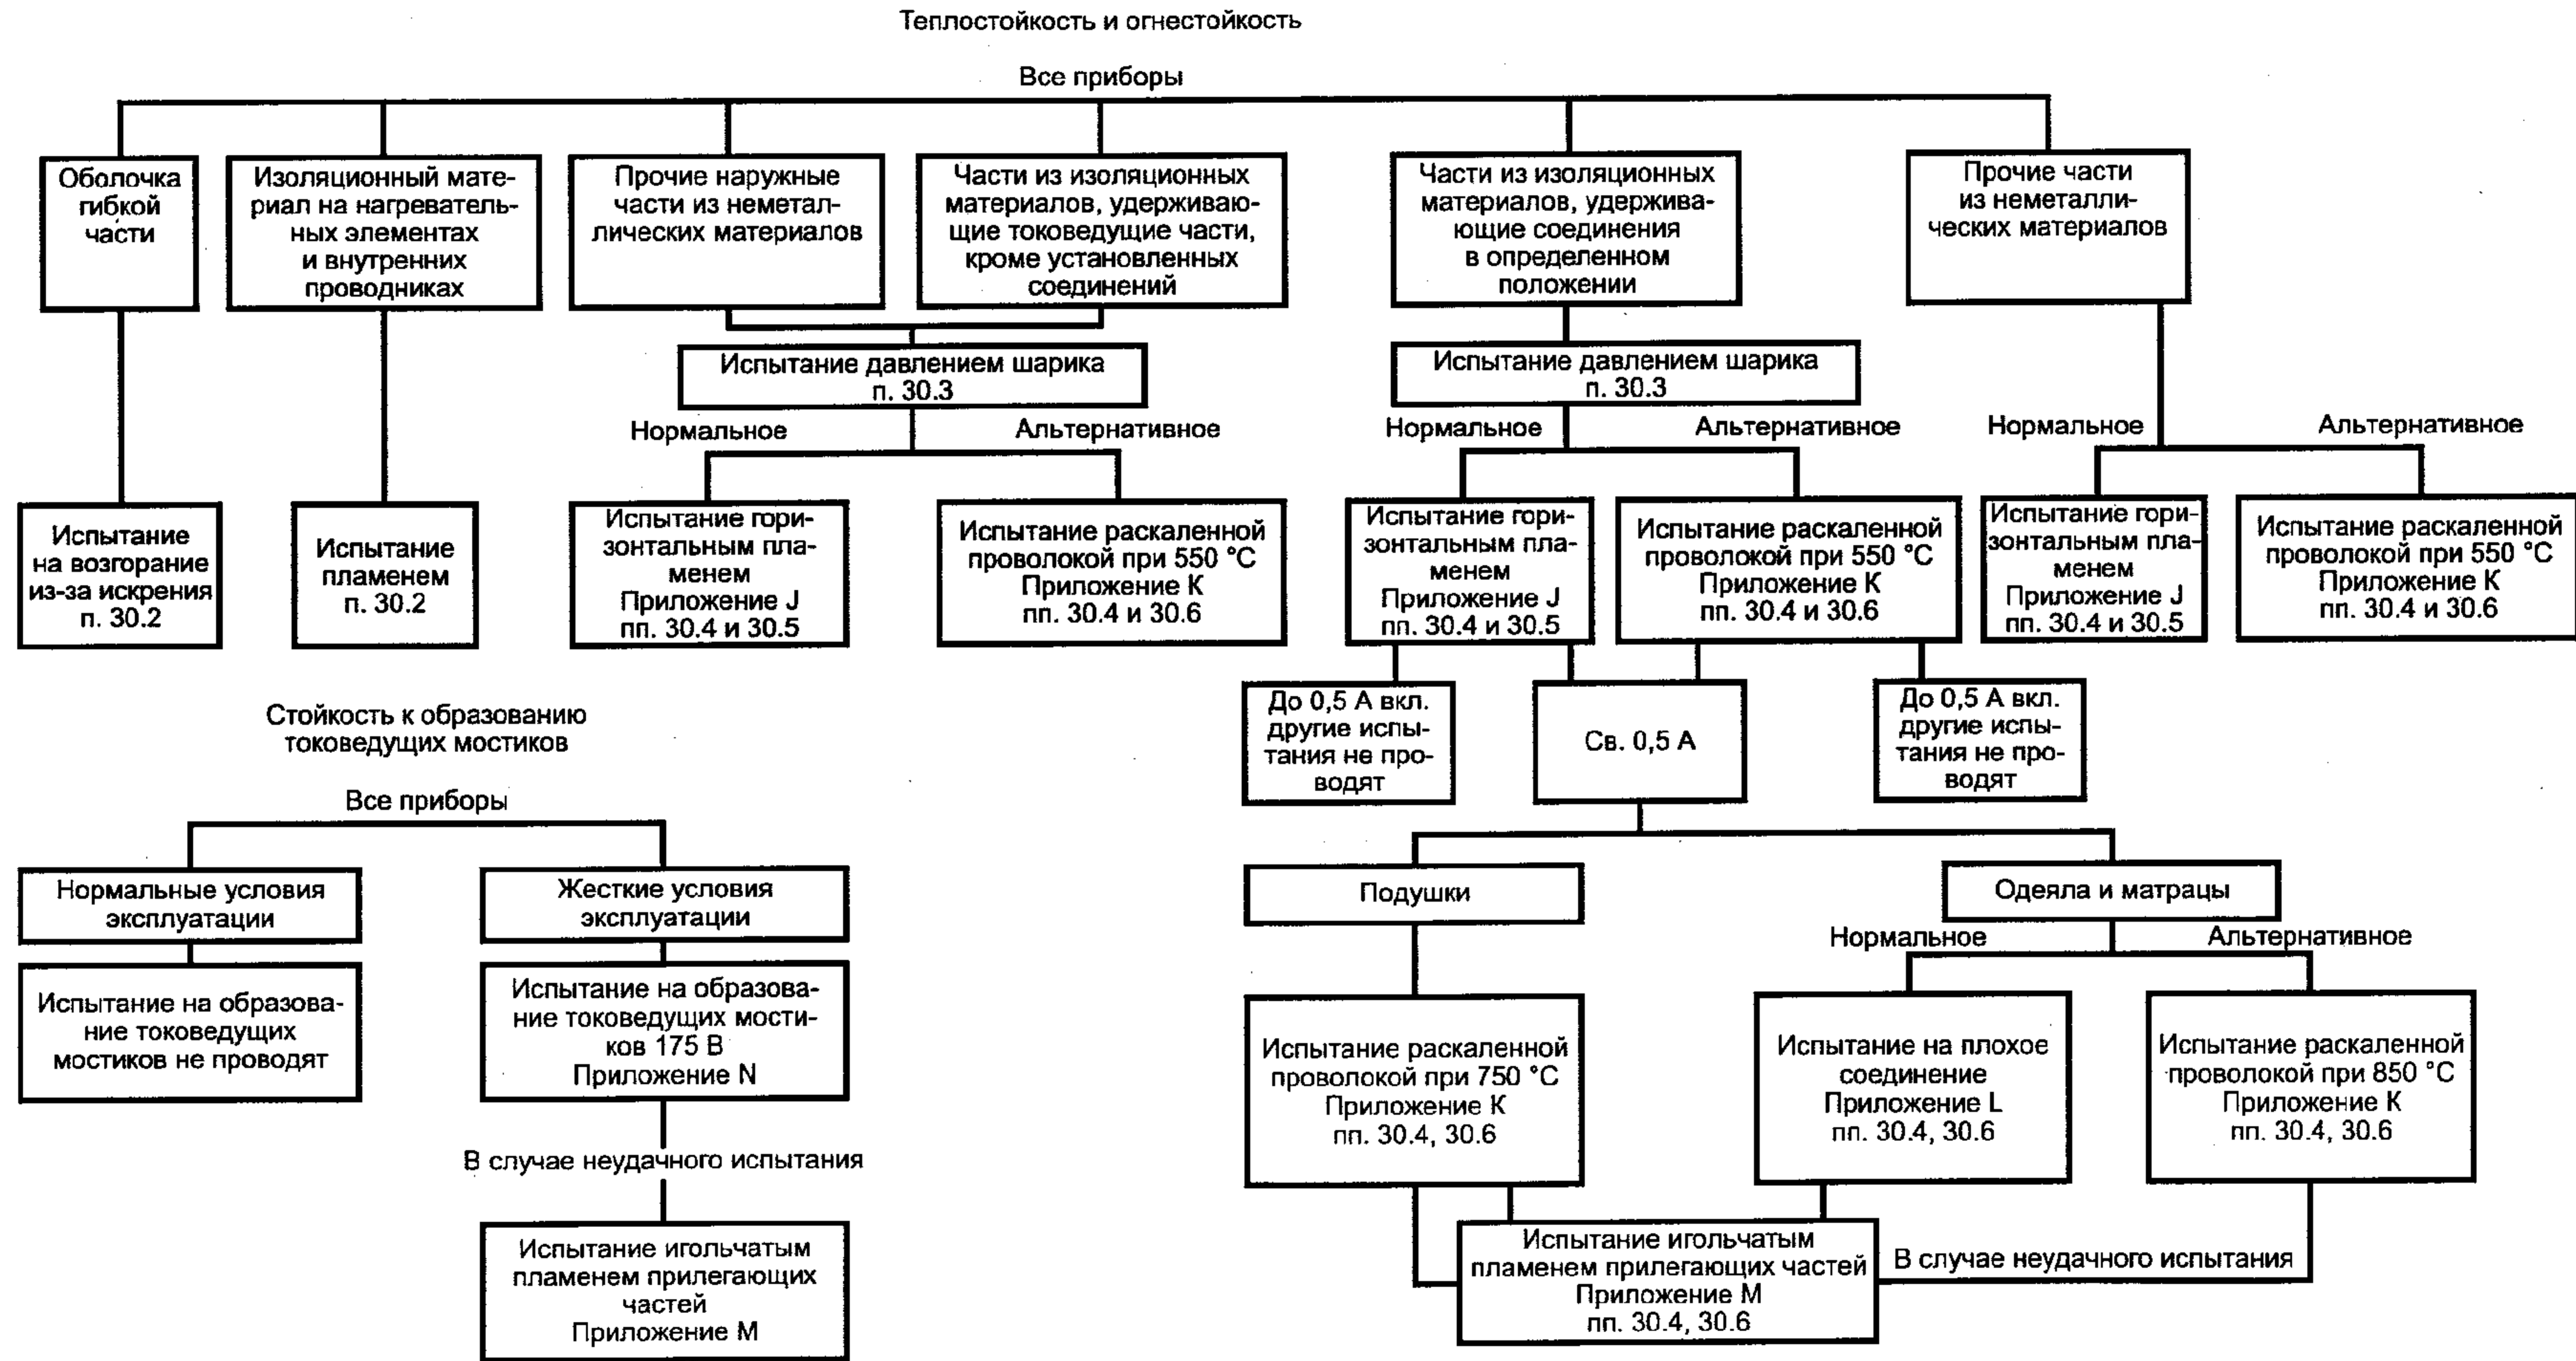 Теплостойкость и огнестойкость
Все приборы
Оболочка
гибкой
части
Изоляционный мате-
риал на нагреватель-
ных элементах
и внутренних
проводниках
Прочие наружные
части из неметал-
лических материалов
Части из изоляционных
материалов, удерживаю-
щие токоведущие части,
кроме установленных
соединений
Части из изоляционных
материалов, удержива-
ющие соединения
в определенном
положении
Прочие части
из неметалли-
ческих материалов
Испытание давлением шарика
п. 30.3
Испытание давлением шарика
п. 30.3
Нормальное
Альтернативное
Нормальное
Альтернативное
Нормальное
Альтернативное
Испытание
на возгорание
из-за искрения
п. 30.2
Испытание
пламенем
п. 30.2
Испытание гори-
зонтальным пла-
менем
Приложение J
пп. 30.4 и 30.5
Испытание раскаленной
проволокой при 550 °С
Приложение К
пп. 30.4 и 30.6
Испытание гори-
зонтальным пла-
менем
Приложение J
пп. 30.4 и 30.5
Испытание раскаленной
проволокой при 550 °С
Приложение К
пп. 30.4 и 30.6
Испытание гори-
зонтальным пла-
менем
Приложение J
пп. 30.4 и 30.5
Испытание раскаленной
проволокой при 550 °С
Приложение К
пп. 30.4 и 30.6
До 0,5 А вкл.
другие испы-
тания не про-
водят
Св. 0,5 А
До 0,5 А вкл.
другие испы-
тания не про-
водят
Подушки
Одеяла и матрацы
Нормальное
Альтернативное
Испытание раскаленной
проволокой при 750 °С
Приложение К
пп. 30.4, 30.6
Испытание на плохое
соединение
Приложение L
пп. 30.4, 30.6
Испытание раскаленной
проволокой при 850 °С
Приложение К
пп. 30.4, 30.6
Испытание игольчатым
пламенем прилегающих частей
Приложение М
пп. 30.4, 30.6
В случае неудачного испытания
Стойкость к образованию
токоведущих мостиков
Все приборы
Нормальные условия
эксплуатации
Жесткие условия
эксплуатации
Испытание на образова-
ние токоведущих
мостиков не проводят
Испытание на образова-
ние токоведущих мости-
ков 175 В
Приложение N
В случае неудачного испытания
Испытание игольчатым
пламенем прилегающих
частей
Приложение М